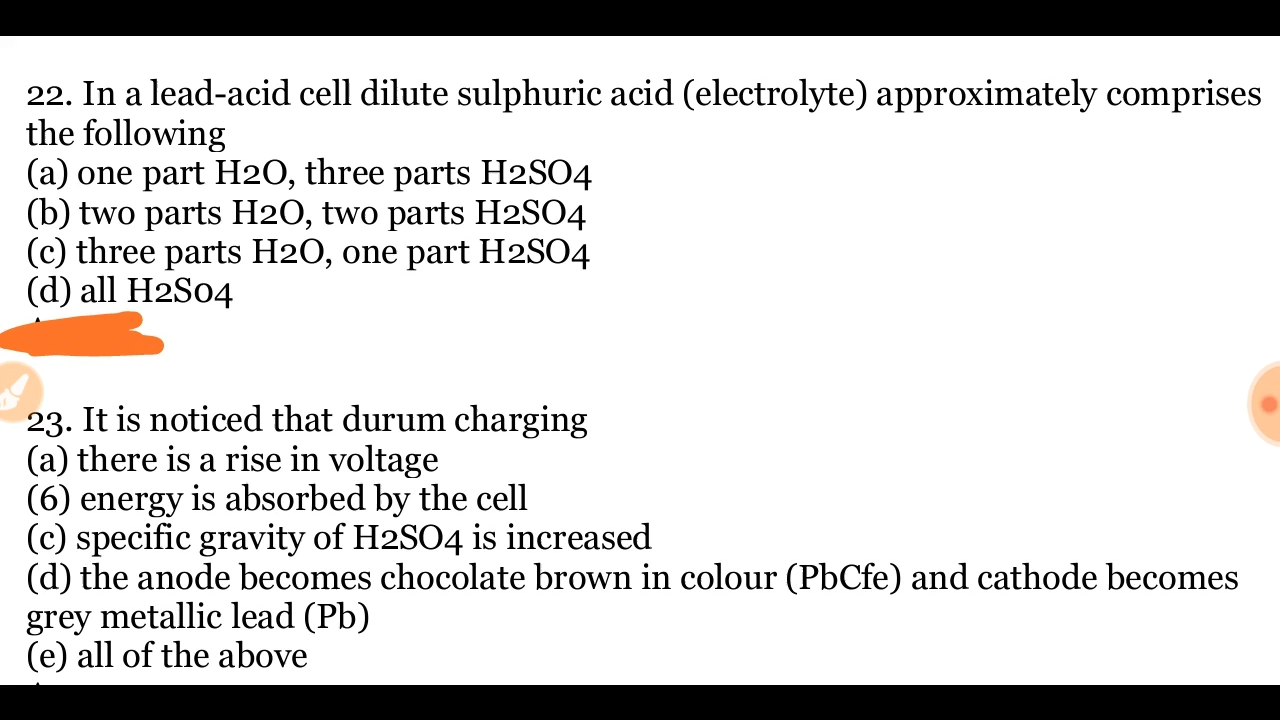 22. In a lead-acid cell dilute sulphuric acid (electrolyte) approximately comprises
the following
(a) one part H2O, three parts H2SO4
(b) two parts H2O, two parts H2SO4
(c) three parts H2O, one part H2SO4
(d) all H2S04
23. It is noticed that durum charging
(a) there is a rise in voltage
(6) energy is absorbed by the cell
(c) specific gravity of H2SO4 is increased
(d) the anode becomes chocolate brown in colour (PbCfe) and cathode becomes
grey metallic lead (Pb)
(e) all of the above